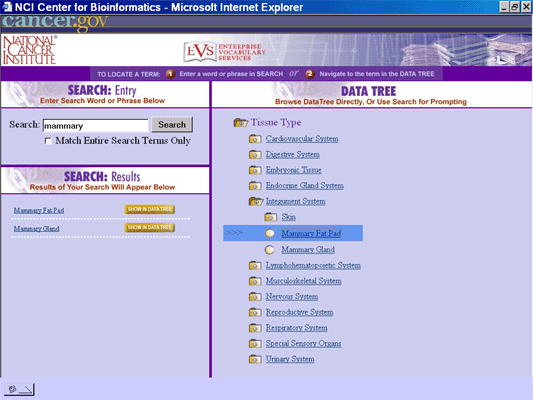 NCI Center for Bioinformatics - Microsoft Internet Explorer
cancer.gov
NATIONAL
CANCER
INSTITUTE
EVS ENTERPRISE
VOCABULARY
SERVICES
TO LOCATE A TERM: 1 Enter a word or phrase in SEARCH or 2 Navigate to the term in the DATA TREE
SEARCH: Entry
Enter Search Word or Phrase Below
Search: mammary Search
Match Entire Search Terms Only
SEARCH: Results
Results of Your Search Will Appear Below
Mammary Fat Pad SHOW IN DATA TREE
Mammary Gland SHOW IN DATA TREE
DATA TREE
Browse DataTree Directly, Or Use Search for Prompting
Tissue Type
Cardiovascular System
Digestive System
Embryonic Tissue
Endocrine Gland System
Integument System
Skin
>>> Mammary Fat Pad
Mammary Gland
Lymphohematopoietic System
Musculoskeletal System
Nervous System
Reproductive System
Respiratory System
Special Sensory Organs
Urinary System